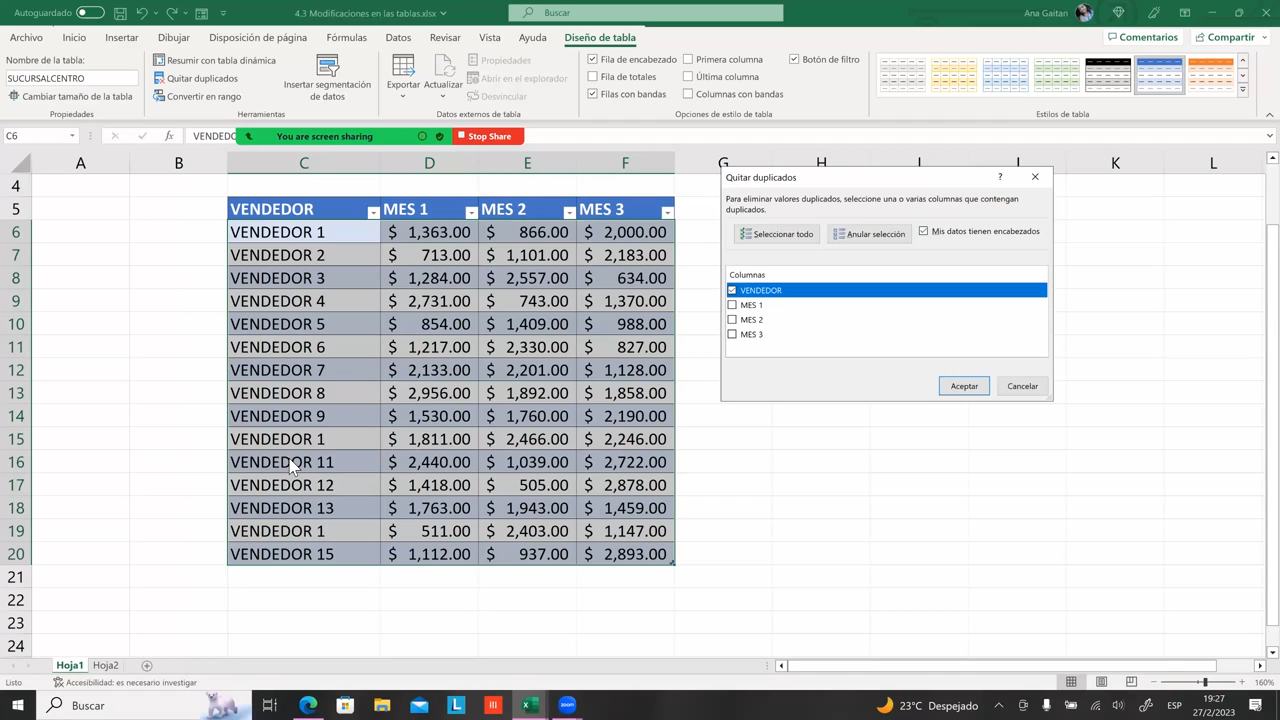 Autoguardado
4.3 Modificaciones en las tablas.xlsx
Buscar
Ana Gaitan
Archivo Inicio Insertar Dibujar Disposición de página Fórmulas Datos Revisar Vista Ayuda Diseño de tabla
Comentarios Compartir
Nombre de la tabla:
SUCURSALCENTRO
Cambiar tamaño de la tabla
Propiedades
Resumir con tabla dinámica
Quitar duplicados
Convertir en rango
Herramientas
segmentación
de datos
Exportar Actualizar
Propiedades
Abrir en el explorador
Desvincular
Datos externos de tabla
Fila de encabezado Primera columna Botón de filtro
Fila de totales Última columna
Filas con bandas Columnas con bandas
Opciones de estilo de tabla
Estilos de tabla
C6 fx VENDEDO
You are screen sharing Stop Share
A B C D E F G H I J K L
4
5 VENDEDOR MES 1 MES 2 MES 3
6 VENDEDOR 1 $ 1,363.00 $ 866.00 $ 2,000.00
7 VENDEDOR 2 $ 713.00 $ 1,101.00 $ 2,183.00
8 VENDEDOR 3 $ 1,284.00 $ 2,557.00 $ 634.00
9 VENDEDOR 4 $ 2,731.00 $ 743.00 $ 1,370.00
10 VENDEDOR 5 $ 854.00 $ 1,409.00 $ 988.00
11 VENDEDOR 6 $ 1,217.00 $ 2,330.00 $ 827.00
12 VENDEDOR 7 $ 2,133.00 $ 2,201.00 $ 1,128.00
13 VENDEDOR 8 $ 2,956.00 $ 1,892.00 $ 1,858.00
14 VENDEDOR 9 $ 1,530.00 $ 1,760.00 $ 2,190.00
15 VENDEDOR 1 $ 1,811.00 $ 2,466.00 $ 2,246.00
16 VENDEDOR 11 $ 2,440.00 $ 1,039.00 $ 2,722.00
17 VENDEDOR 12 $ 1,418.00 $ 505.00 $ 2,878.00
18 VENDEDOR 13 $ 1,763.00 $ 1,943.00 $ 1,459.00
19 VENDEDOR 1 $ 511.00 $ 2,403.00 $ 1,147.00
20 VENDEDOR 15 $ 1,112.00 $ 937.00 $ 2,893.00
21
22
23
24
Quitar duplicados
?
Para eliminar valores duplicados, seleccione una o varias columnas que contengan
duplicados.
Seleccionar todo Anular selección Mis datos tienen encabezados
Columnas
VENDEDOR
MES 1
MES 2
MES 3
Aceptar Cancelar
Hoja1 Hoja2
Listo Accesibilidad: es necesario investigar
160%
Buscar
23°C Despejado
ESP
19:27
27/2/2023